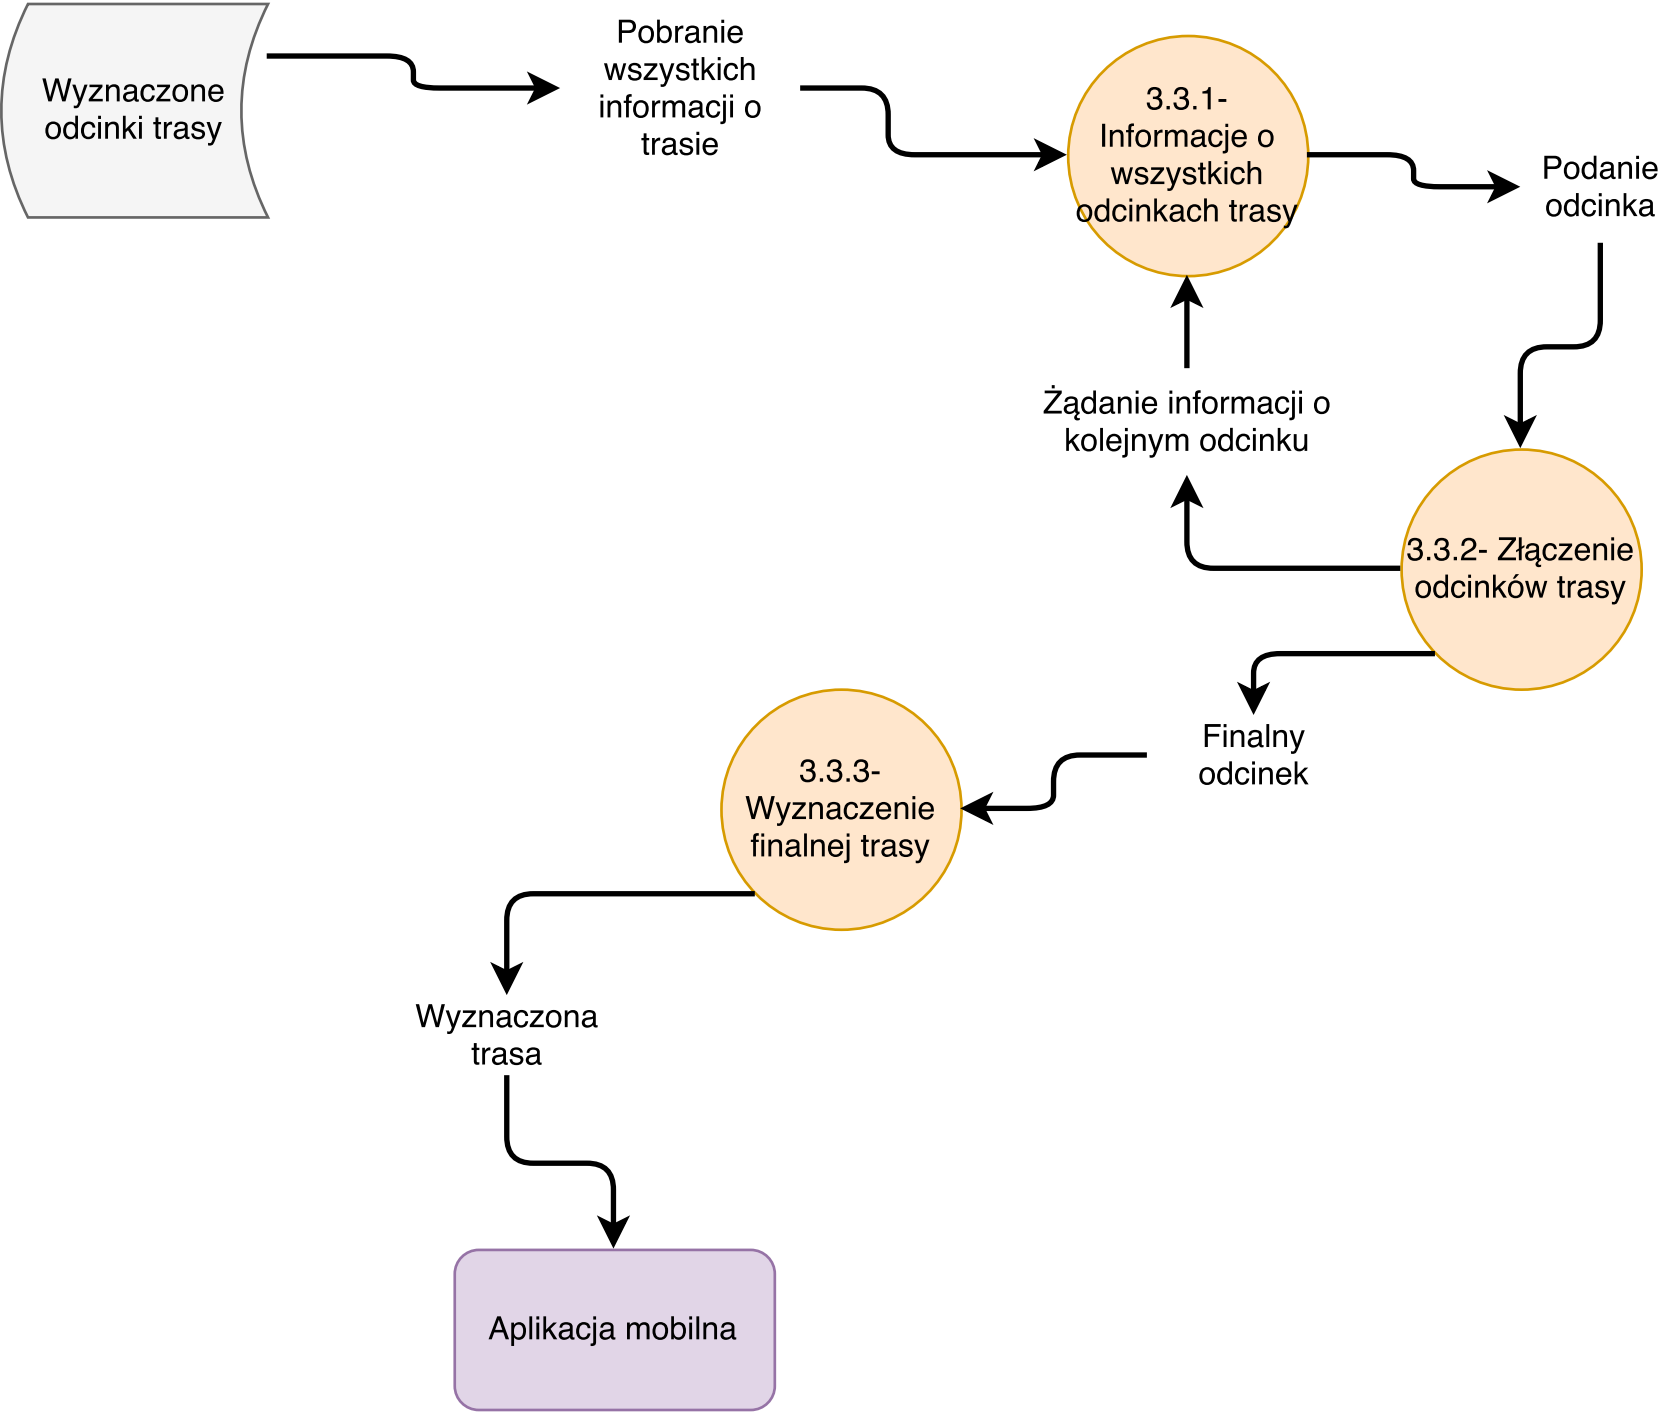 Wyznaczone
odcinki trasy
Pobranie
wszystkich
informacji o
trasie
3.3.1-
Informacje o
wszystkich
odcinkach trasy
Podanie
odcinka
Żądanie informacji o
kolejnym odcinku
3.3.2- Złączenie
odcinków trasy
Finalny
odcinek
3.3.3-
Wyznaczenie
finalnej trasy
Wyznaczona
trasa
Aplikacja mobilna